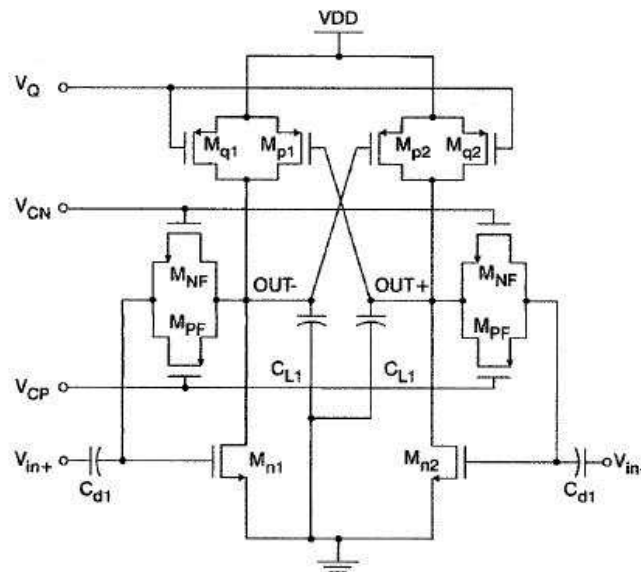 VDD
V_Q
M_q1 M_p1 M_p2 M_q2
V_CN
M_NF OUT- OUT+ M_NF
M_PF M_PF
C_L1 C_L1
V_CP
V_in+ M_n1 M_n2 V_in-
C_d1 C_d1